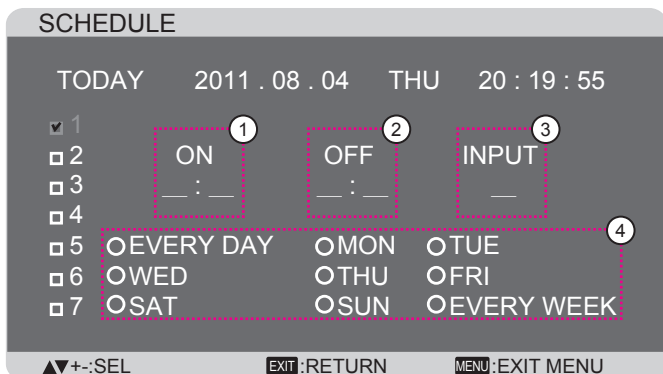 SCHEDULE
TODAY 2011 . 08 . 04 THU 20 : 19 : 55
1
1 2 3
2 ON OFF INPUT
3 __ : __ __ : __ __
4
4
5 EVERY DAY MON TUE
6 WED THU FRI
7 SAT SUN EVERY WEEK
▲▼+-:SEL EXIT:RETURN MENU:EXIT MENU